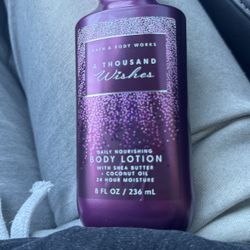 BATH & BODY WORKS
A THOUSAND
Wishes
DAILY NOURISHING
BODY LOTION
WITH SHEA BUTTER
+ COCONUT OIL
24 HOUR MOISTURE
8 FL OZ / 236 mL